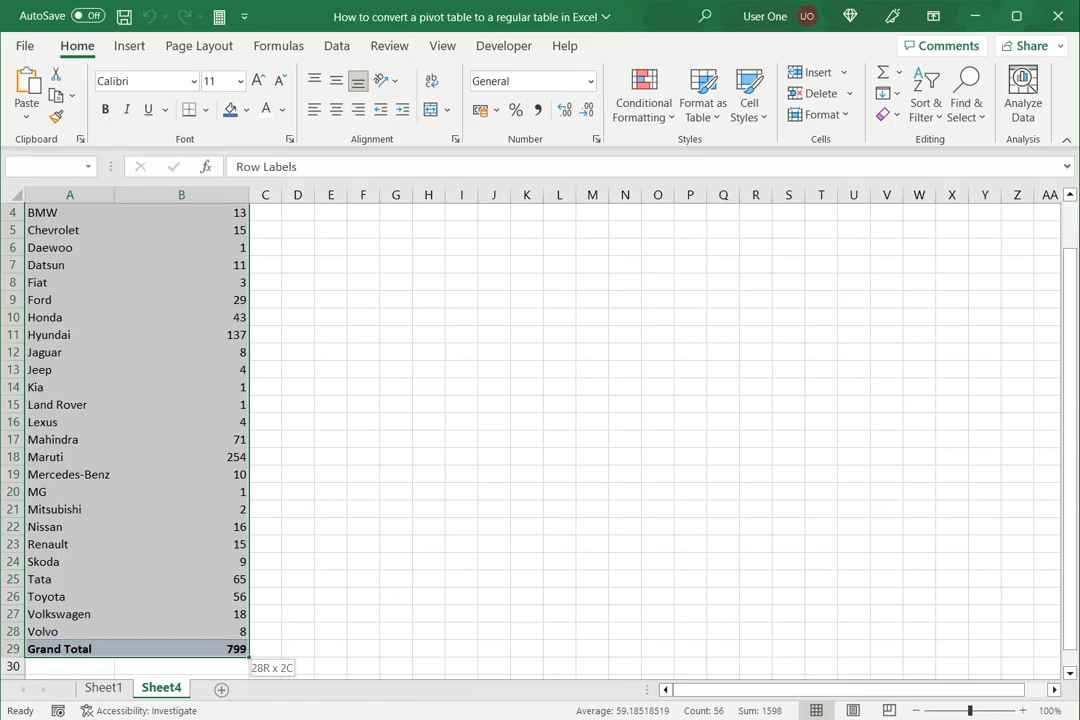 AutoSave Off How to convert a pivot table to a regular table in Excel User One UO
File Home Insert Page Layout Formulas Data Review View Developer Help Comments Share
Paste Calibri 11 A A ab General Conditional Formatting Format as Table Cell Styles Insert Delete Format Sort & Filter Find & Select Analyze Data
B I U A % 9
Clipboard Font Alignment Number Styles Cells Editing Analysis
fx Row Labels
A B C D E F G H I J K L M N O P Q R S T U V W X Y Z AA
4 BMW 13
5 Chevrolet 15
6 Daewoo 1
7 Datsun 11
8 Fiat 3
9 Ford 29
10 Honda 43
11 Hyundai 137
12 Jaguar 8
13 Jeep 4
14 Kia 1
15 Land Rover 1
16 Lexus 4
17 Mahindra 71
18 Maruti 254
19 Mercedes-Benz 10
20 MG 1
21 Mitsubishi 2
22 Nissan 16
23 Renault 15
24 Skoda 9
25 Tata 65
26 Toyota 56
27 Volkswagen 18
28 Volvo 8
29 Grand Total 799
30 28R x 2C
Sheet1 Sheet4
Ready Accessibility: Investigate Average: 59.18518519 Count: 56 Sum: 1598 100%